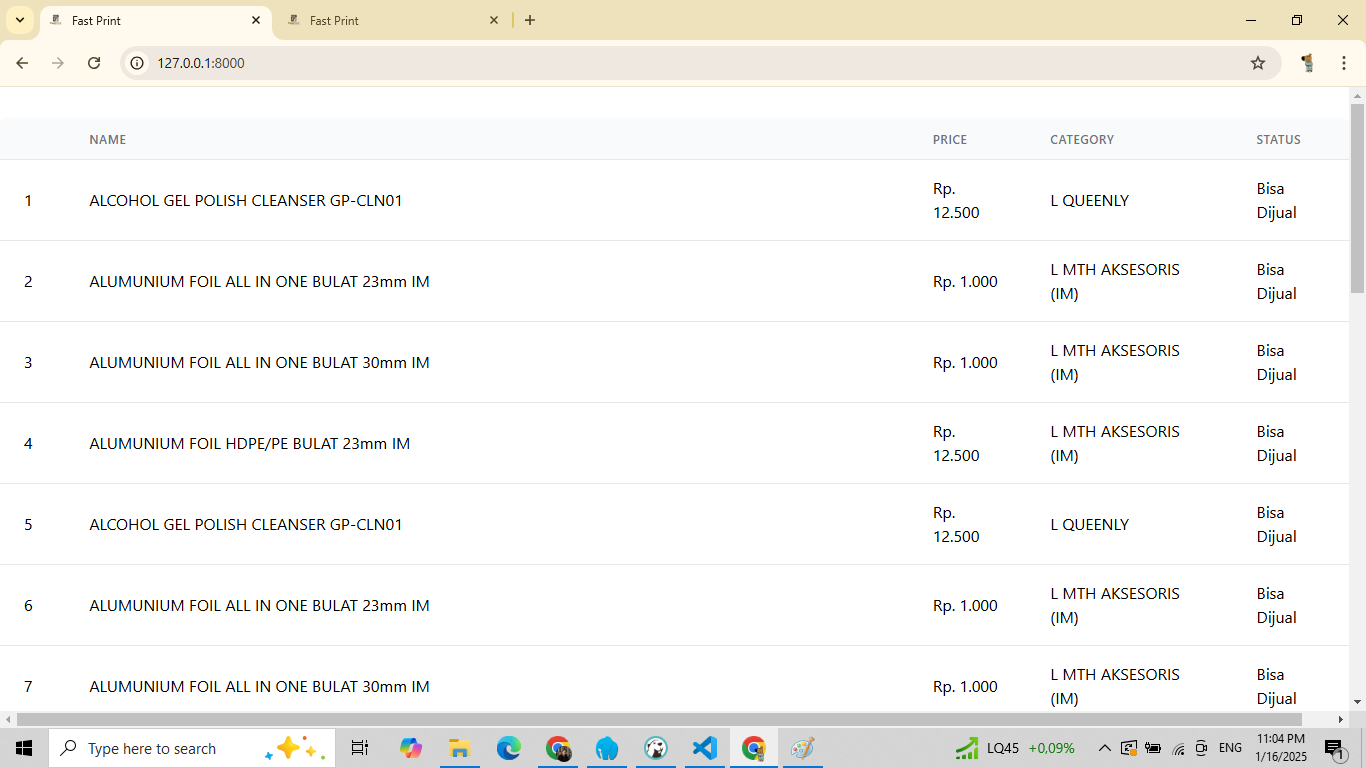 Fast Print
Fast Print
127.0.0.1:8000
NAME PRICE CATEGORY STATUS
1 ALCOHOL GEL POLISH CLEANSER GP-CLN01 Rp. 12.500 L QUEENLY Bisa Dijual
2 ALUMUNIUM FOIL ALL IN ONE BULAT 23mm IM Rp. 1.000 L MTH AKSESORIS (IM) Bisa Dijual
3 ALUMUNIUM FOIL ALL IN ONE BULAT 30mm IM Rp. 1.000 L MTH AKSESORIS (IM) Bisa Dijual
4 ALUMUNIUM FOIL HDPE/PE BULAT 23mm IM Rp. 12.500 L MTH AKSESORIS (IM) Bisa Dijual
5 ALCOHOL GEL POLISH CLEANSER GP-CLN01 Rp. 12.500 L QUEENLY Bisa Dijual
6 ALUMUNIUM FOIL ALL IN ONE BULAT 23mm IM Rp. 1.000 L MTH AKSESORIS (IM) Bisa Dijual
7 ALUMUNIUM FOIL ALL IN ONE BULAT 30mm IM Rp. 1.000 L MTH AKSESORIS (IM) Bisa Dijual
Type here to search
LQ45 +0,09%
ENG
11:04 PM
1/16/2025
1